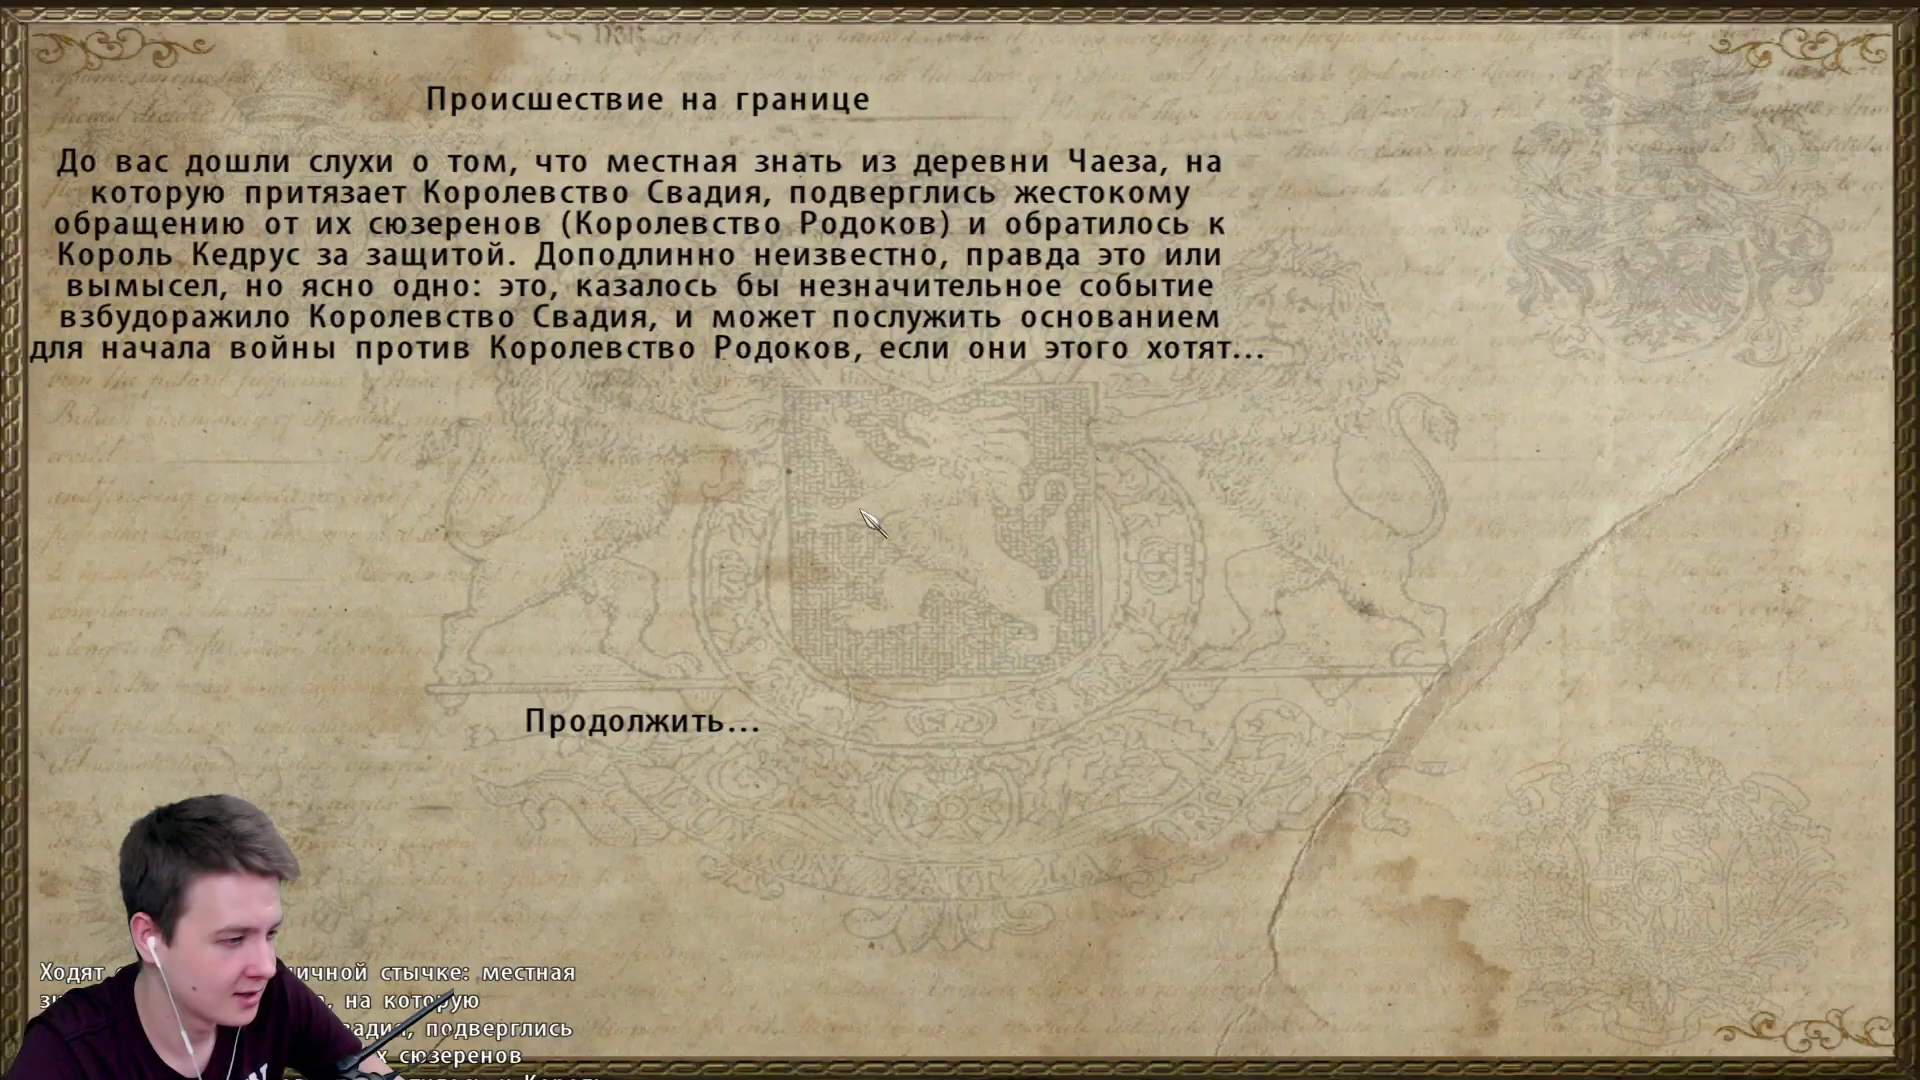 Происшествие на границе
До вас дошли слухи о том, что местная знать из деревни Чаеза, на
которую притязает Королевство Свадия, подверглись жестокому
обращению от их сюзеренов (Королевство Родоков) и обратилось к
Король Кедрус за защитой. Доподлинно неизвестно, правда это или
вымысел, но ясно одно: это, казалось бы незначительное событие
взбудоражило Королевство Свадия, и может послужить основанием
для начала войны против Королевство Родоков, если они этого хотят...
Продолжить...
Ходят стычке: местная
на которую
подверглись
сюзеренов